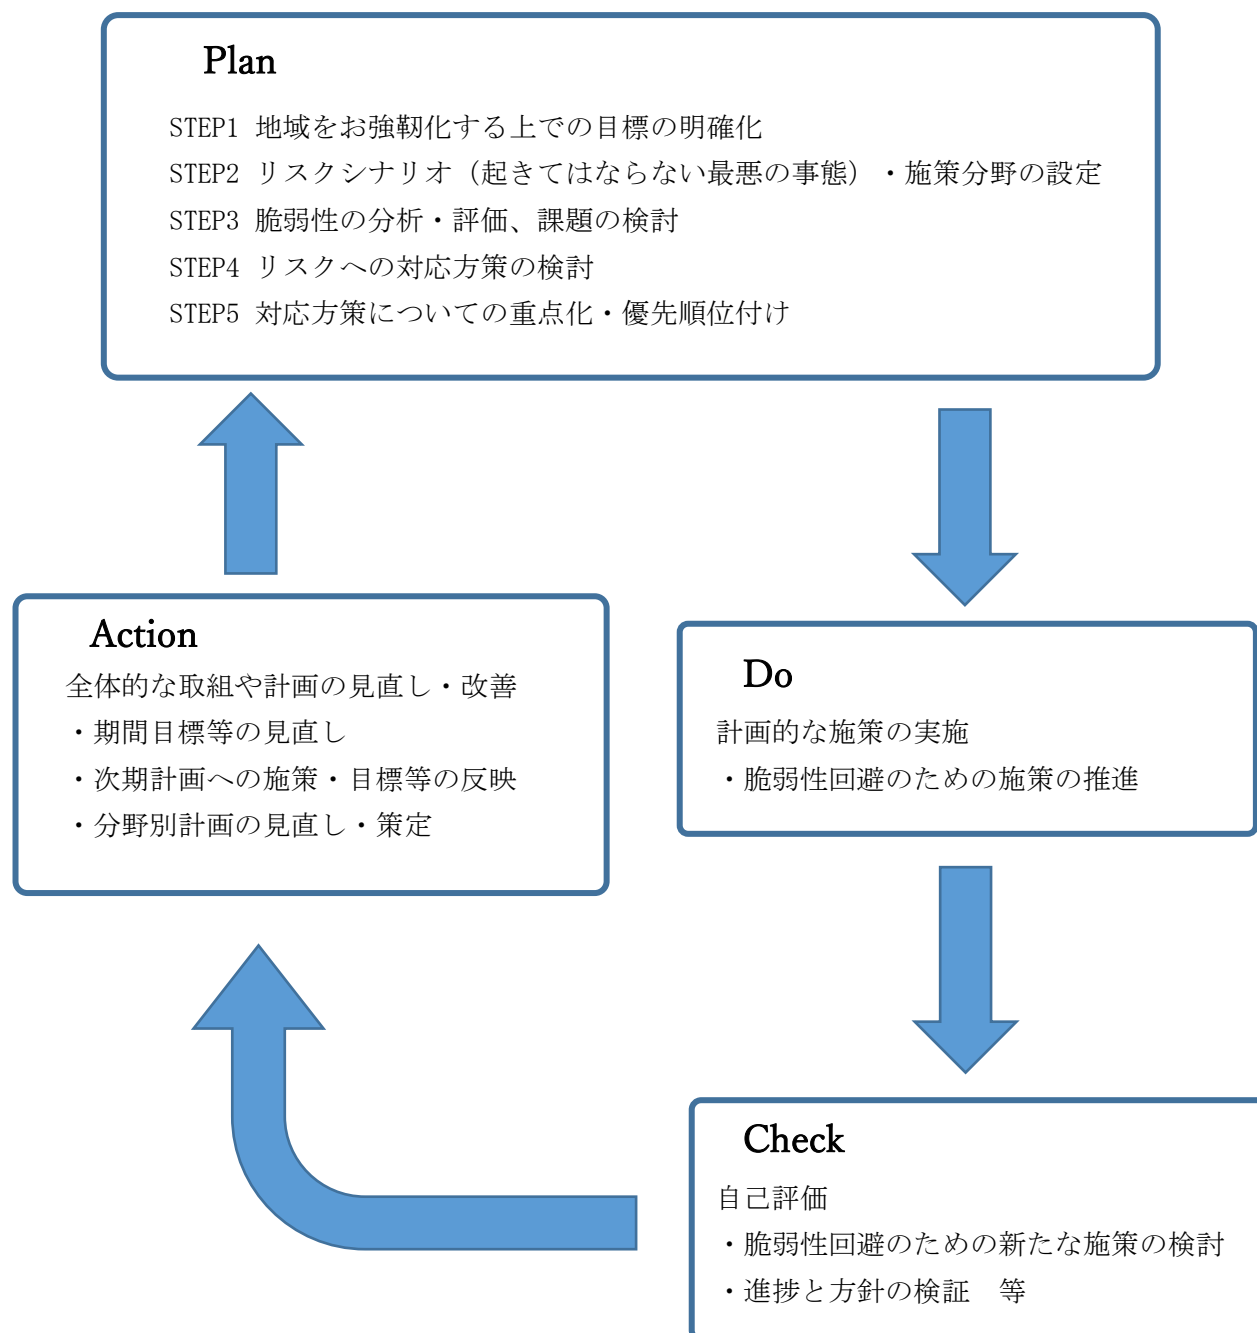 Plan
STEP1 地域をお強靭化する上での目標の明確化
STEP2 リスクシナリオ（起きてはならない最悪の事態）・施策分野の設定
STEP3 脆弱性の分析・評価、課題の検討
STEP4 リスクへの対応方策の検討
STEP5 対応方策についての重点化・優先順位付け
Do
計画的な施策の実施
・脆弱性回避のための施策の推進
Check
自己評価
・脆弱性回避のための新たな施策の検討
・進捗と方針の検証　等
Action
全体的な取組や計画の見直し・改善
・期間目標等の見直し
・次期計画への施策・目標等の反映
・分野別計画の見直し・策定